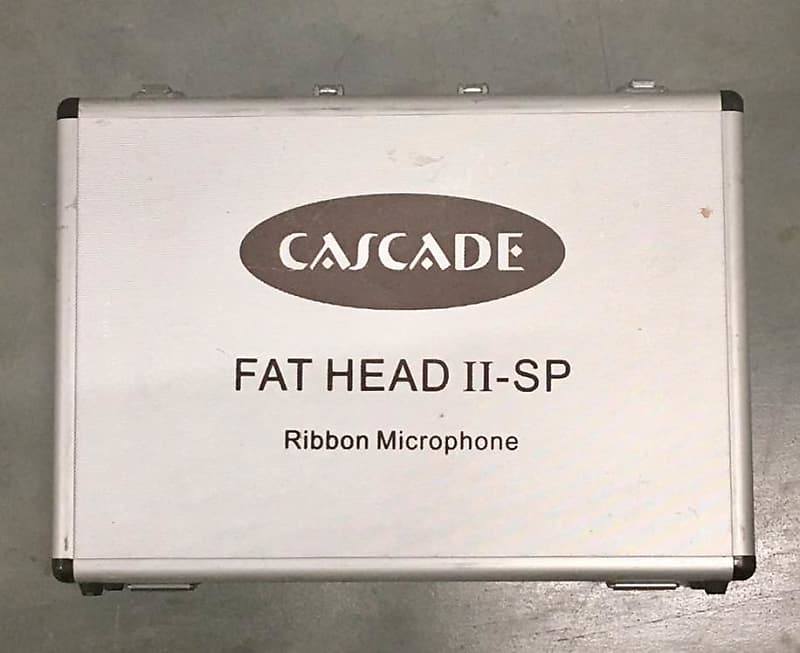 CASCADE
FAT HEAD II-SP
Ribbon Microphone